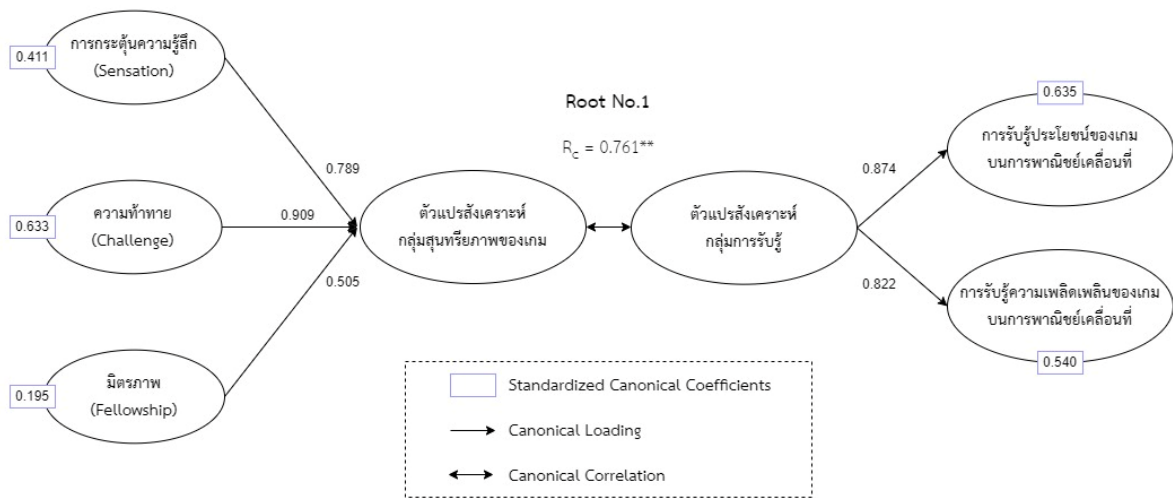 การกระตุ้นความรู้สึก
(Sensation)
0.411
ความท้าทาย
(Challenge)
0.633
มิตรภาพ
(Fellowship)
0.195
0.789
0.909
0.505
ตัวแปรสังเคราะห์
กลุ่มสุนทรียภาพของเกม
Root No.1
R_c = 0.761**
ตัวแปรสังเคราะห์
กลุ่มการรับรู้
0.874
0.822
0.635
การรับรู้ประโยชน์ของเกม
บนการพาณิชย์เคลื่อนที่
การรับรู้ความเพลิดเพลินของเกม
บนการพาณิชย์เคลื่อนที่
0.540
Standardized Canonical Coefficients
Canonical Loading
Canonical Correlation